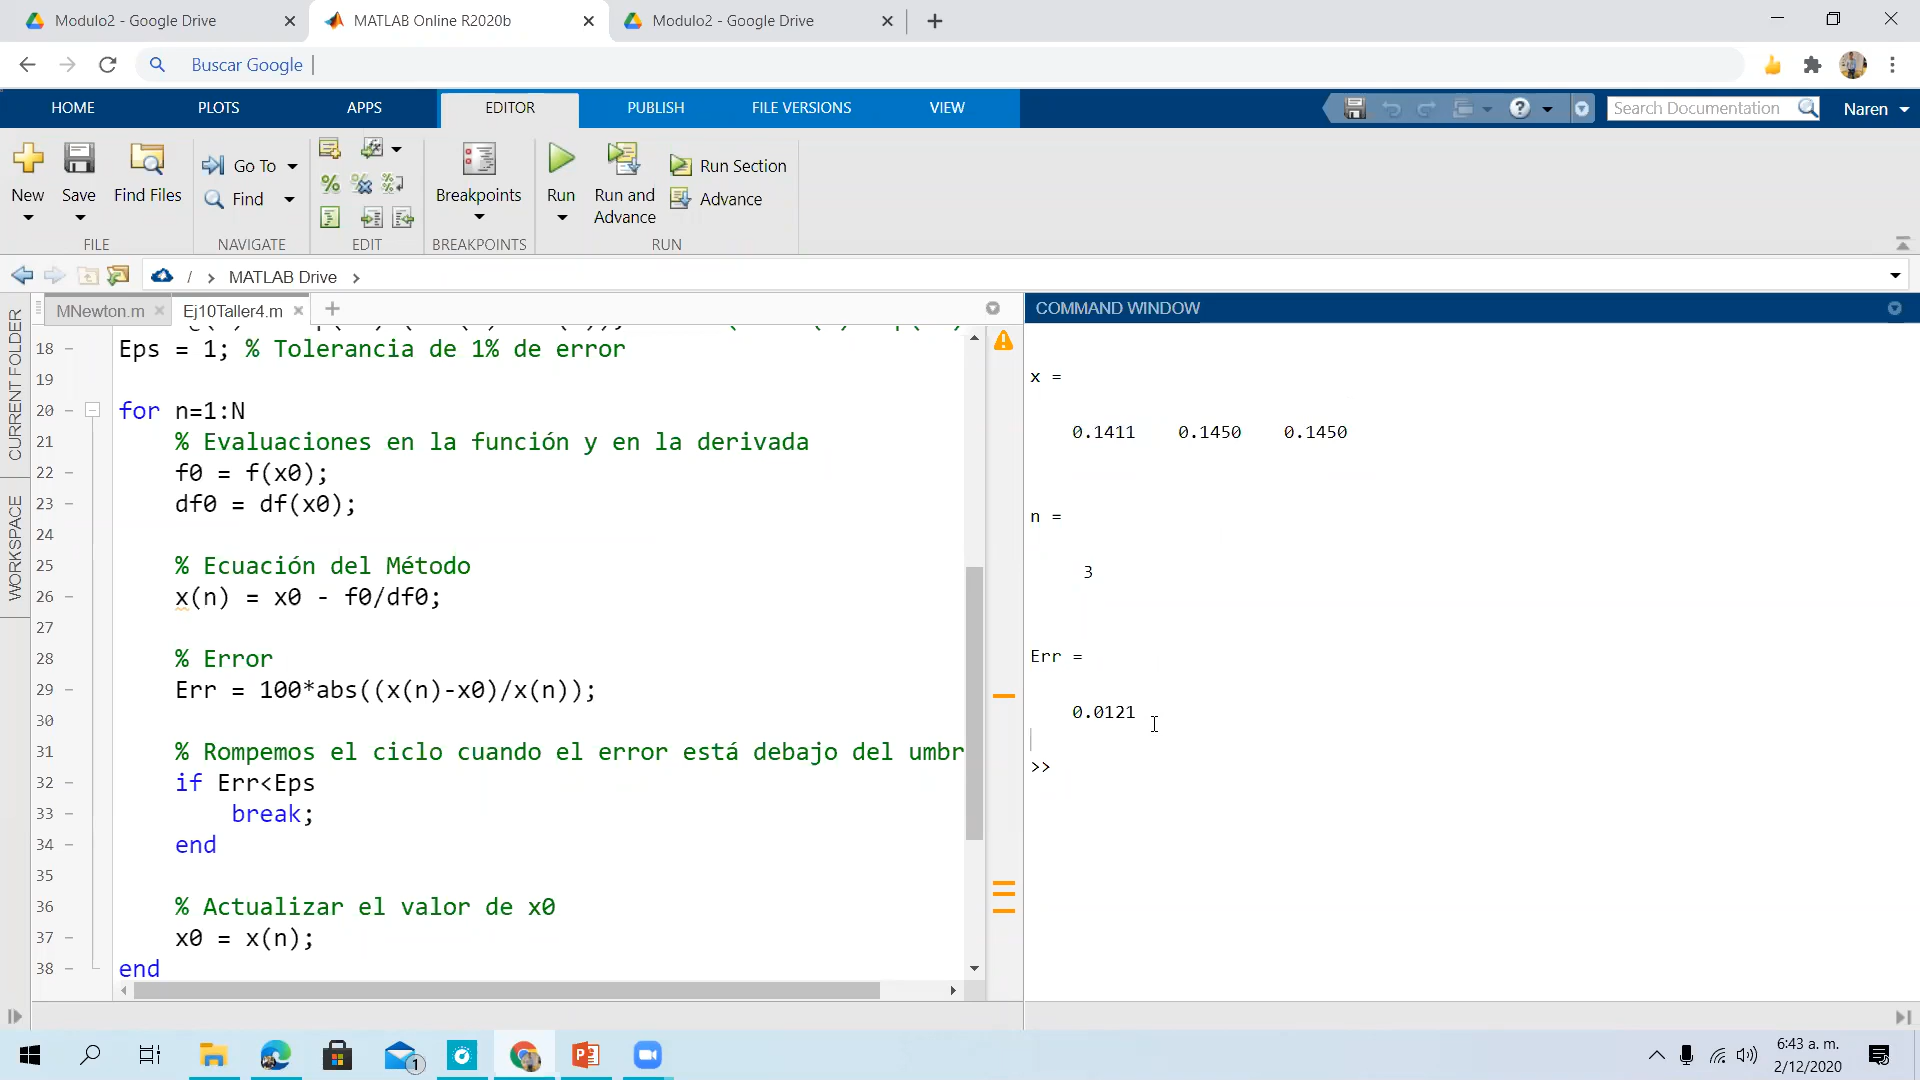 Modulo2 - Google Drive
MATLAB Online R2020b
Modulo2 - Google Drive
Buscar Google
HOME
PLOTS
APPS
EDITOR
PUBLISH
FILE VERSIONS
VIEW
Search Documentation
Naren
New
Save
Find Files
FILE
Go To
Find
NAVIGATE
EDIT
Breakpoints
BREAKPOINTS
Run
Run and
Advance
Run Section
Advance
RUN
/ > MATLAB Drive >
CURRENT FOLDER
WORKSPACE
MNewton.m
Ej10Taller4.m
18 - Eps = 1; % Tolerancia de 1% de error
19
20 - for n=1:N
21 % Evaluaciones en la función y en la derivada
22 - f0 = f(x0);
23 - df0 = df(x0);
24
25 % Ecuación del Método
26 - x(n) = x0 - f0/df0;
27
28 % Error
29 - Err = 100*abs((x(n)-x0)/x(n));
30
31 % Rompemos el ciclo cuando el error está debajo del umbr
32 - if Err<Eps
33 - break;
34 - end
35
36 % Actualizar el valor de x0
37 - x0 = x(n);
38 - end
COMMAND WINDOW
x =
0.1411 0.1450 0.1450
n =
3
Err =
0.0121
>>
1
6:43 a. m.
2/12/2020